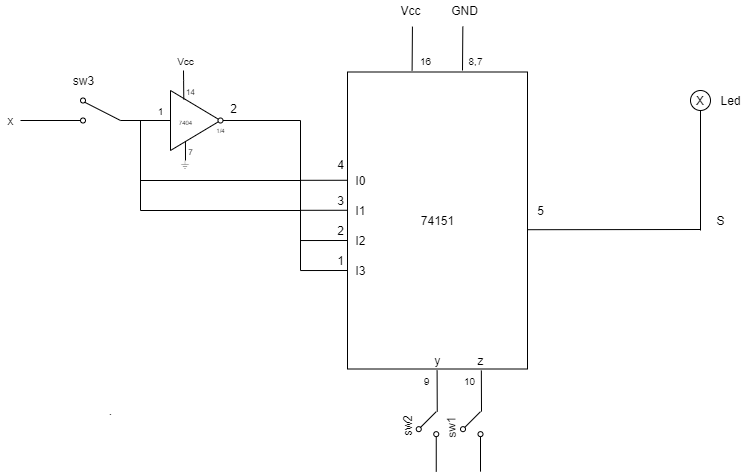 Vcc GND
16 8,7
Vcc
sw3
14
X Led
1 2
X
7404
1/4
7
4
I0
3
I1
5
74151 S
2
I2
1
I3
y z
9 10
sw2 sw1